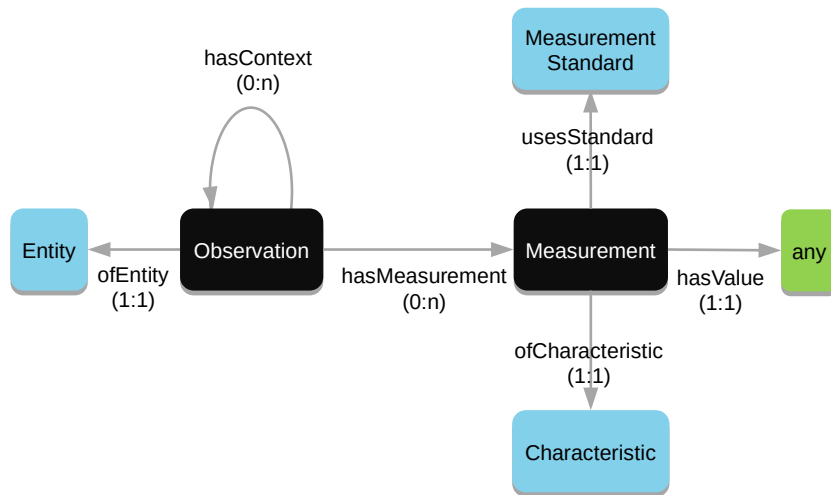 Measurement
Standard
hasContext
(0:n)
usesStandard
(1:1)
Entity
Observation
Measurement
any
ofEntity
(1:1)
hasMeasurement
(0:n)
hasValue
(1:1)
ofCharacteristic
(1:1)
Characteristic